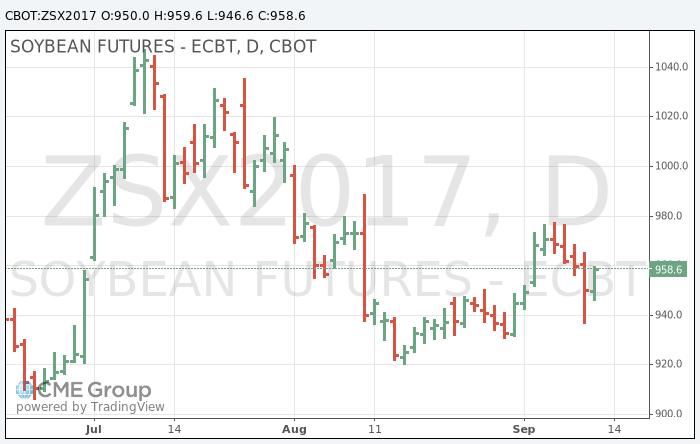 CBOT:ZSX2017 O:950.0 H:959.6 L:946.6 C:958.6
SOYBEAN FUTURES - ECBT, D, CBOT
ZSX2017, D
SOYBEAN FUTURES - ECBT
1040.0
1020.0
1000.0
980.0
958.6
940.0
920.0
900.0
CME Group
powered by TradingView
Jul 14 Aug 11 Sep 14